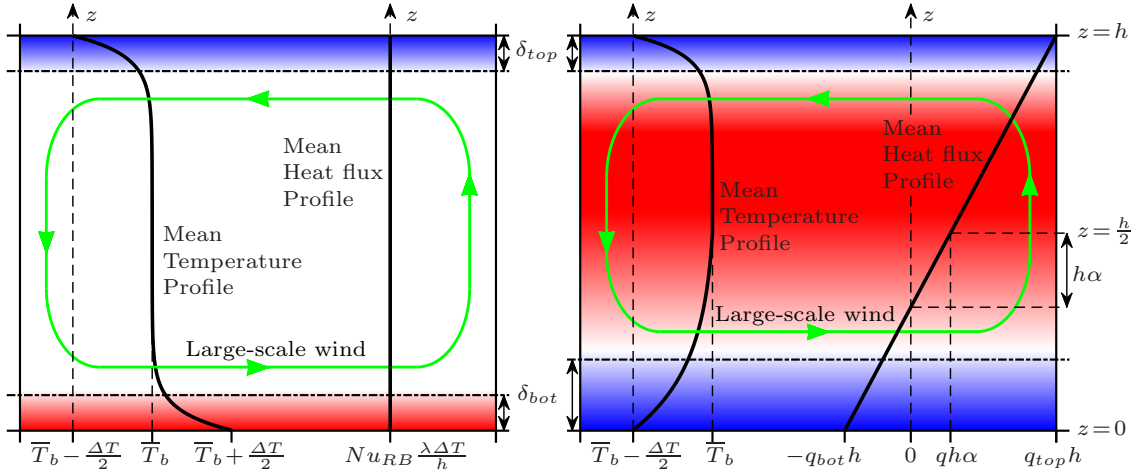 z
z
z
z
z = h
δ_top
Mean
Heat flux
Profile
Mean
Heat flux
Profile
Mean
Temperature
Profile
Mean
Temperature
Profile
z = h/2
hα
Large-scale wind
Large-scale wind
δ_bot
z = 0
T̅_b − ΔT/2
T̅_b
T̅_b + ΔT/2
Nu_RB λΔT/h
T̅_b − ΔT/2
T̅_b
−q_bot h
0
qhα
q_top h